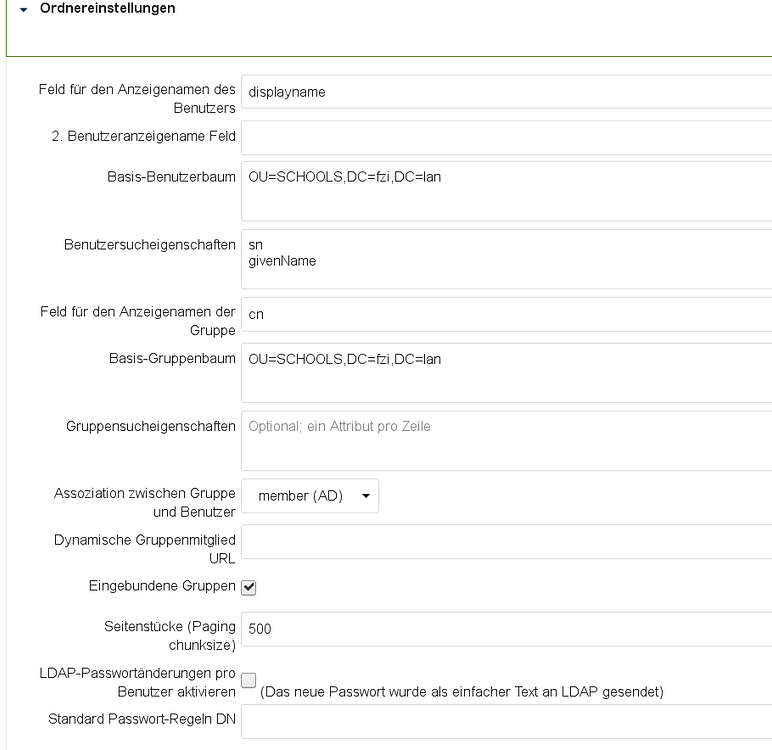 Ordnereinstellungen
Feld für den Anzeigenamen des
Benutzers
displayname
2. Benutzeranzeigename Feld
Basis-Benutzerbaum
OU=SCHOOLS,DC=fzi,DC=lan
Benutzersucheigenschaften
sn
givenName
Feld für den Anzeigenamen der
Gruppe
cn
Basis-Gruppenbaum
OU=SCHOOLS,DC=fzi,DC=lan
Gruppensucheigenschaften
Optional; ein Attribut pro Zeile
Assoziation zwischen Gruppe
und Benutzer
member (AD)
Dynamische Gruppenmitglied
URL
Eingebundene Gruppen
Seitenstücke (Paging
chunksize)
500
LDAP-Passwortänderungen pro
Benutzer aktivieren
(Das neue Passwort wurde als einfacher Text an LDAP gesendet)
Standard Passwort-Regeln DN